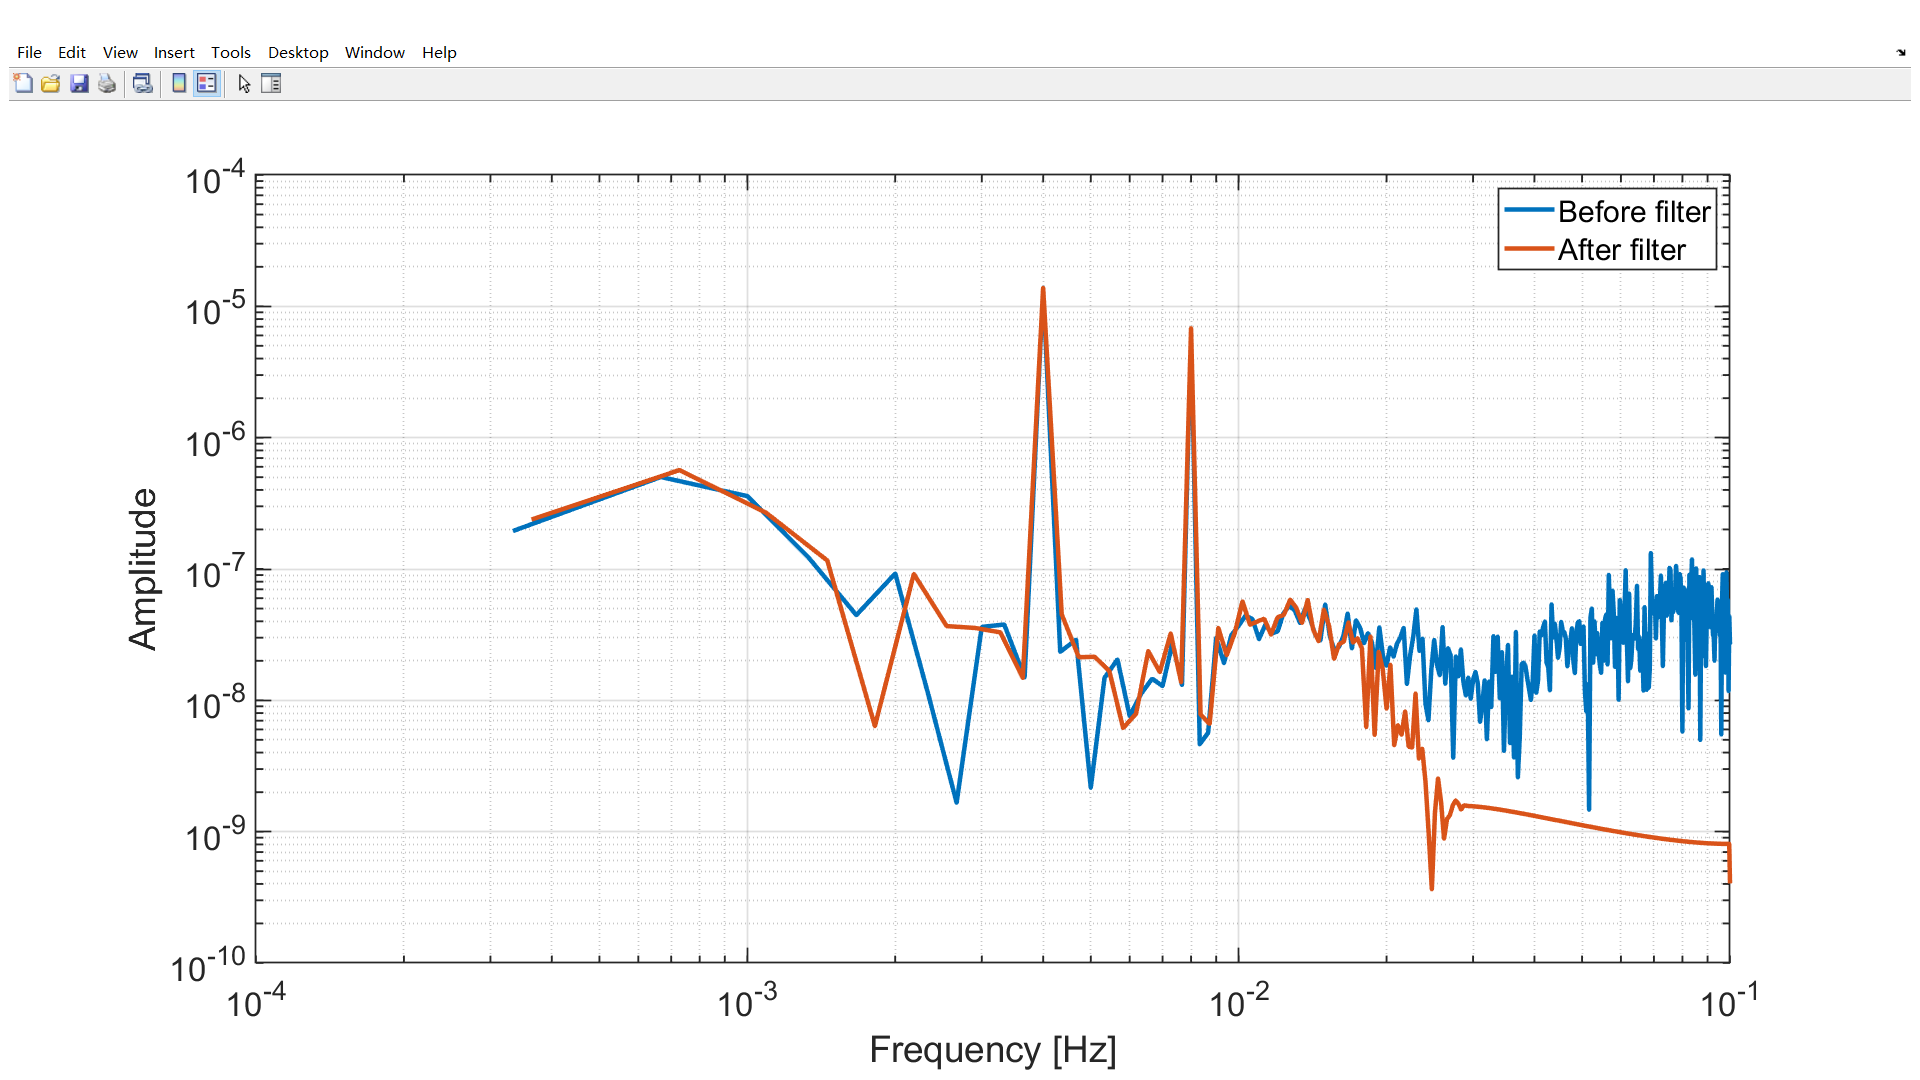 File Edit View Insert Tools Desktop Window Help
10^-4
Before filter
After filter
10^-5
10^-6
10^-7
10^-8
10^-9
10^-10
Amplitude
10^-4 10^-3 10^-2 10^-1
Frequency [Hz]